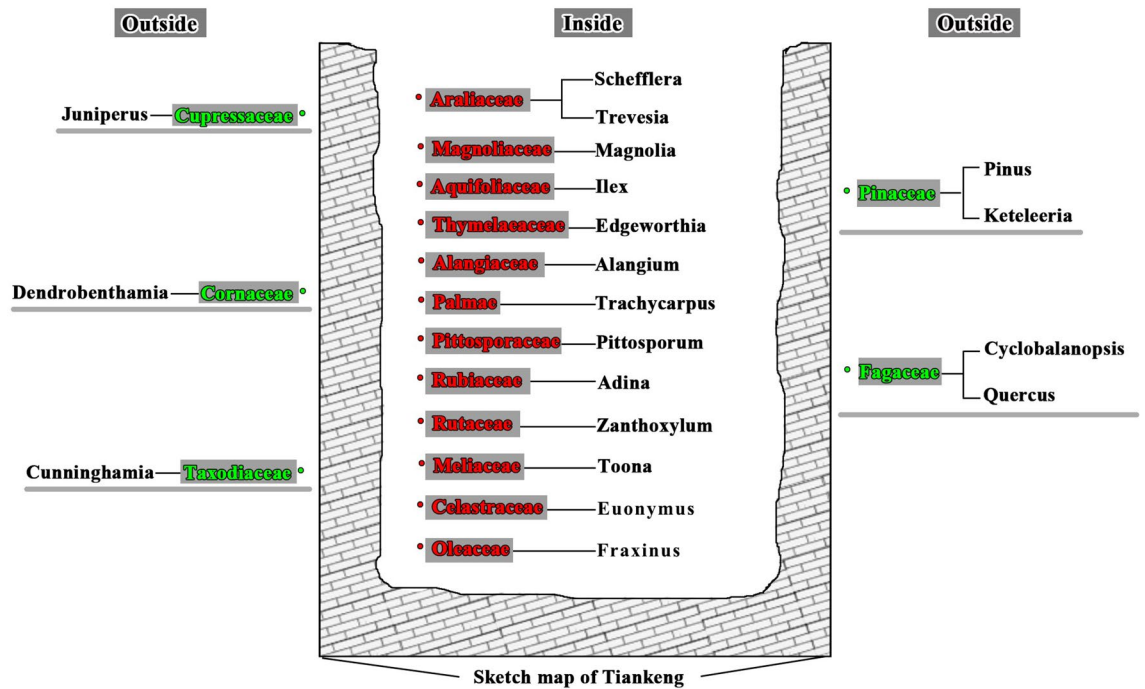 Outside
Inside
Outside
Juniperus
Cupressaceae
Dendrobenthamia
Cornaceae
Cunninghamia
Taxodiaceae
Araliaceae
Schefflera
Trevesia
Magnoliaceae
Magnolia
Aquifoliaceae
Ilex
Thymelaeaceae
Edgeworthia
Alangiaceae
Alangium
Palmae
Trachycarpus
Pittosporaceae
Pittosporum
Rubiaceae
Adina
Rutaceae
Zanthoxylum
Meliaceae
Toona
Celastraceae
Euonymus
Oleaceae
Fraxinus
Pinaceae
Pinus
Keteleeria
Fagaceae
Cyclobalanopsis
Quercus
Sketch map of Tiankeng